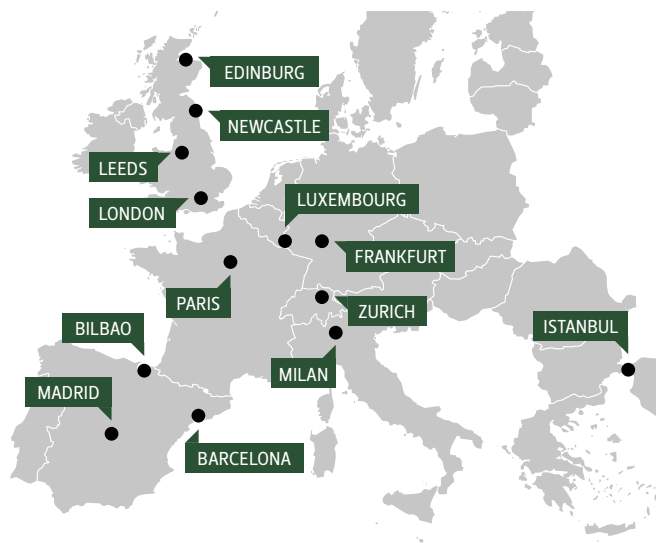 EDINBURG
NEWCASTLE
LEEDS
LONDON
LUXEMBOURG
FRANKFURT
PARIS
ZURICH
BILBAO
ISTANBUL
MILAN
MADRID
BARCELONA